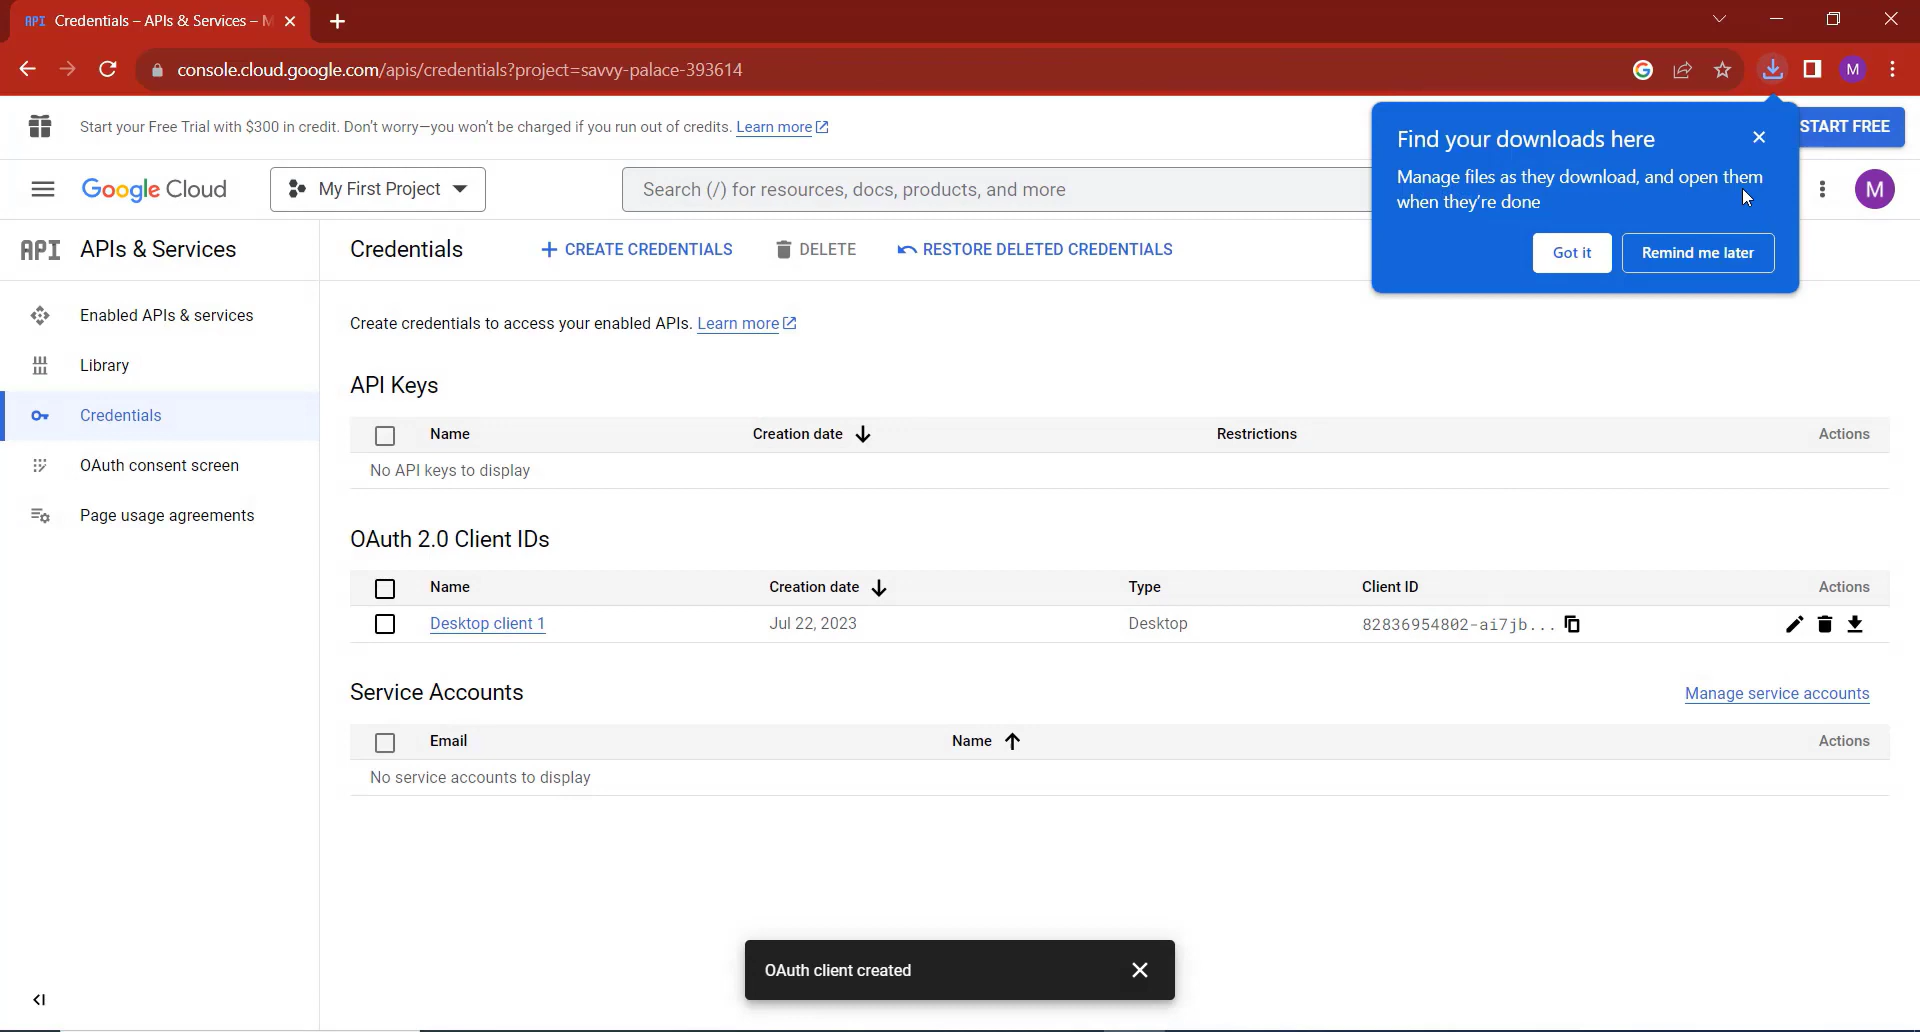 API Credentials – APIs & Services – M
console.cloud.google.com/apis/credentials?project=savvy-palace-393614
M
Start your Free Trial with $300 in credit. Don't worry—you won't be charged if you run out of credits. Learn more
START FREE
Find your downloads here
Manage files as they download, and open them
when they're done
Got it
Remind me later
Google Cloud
My First Project
Search (/) for resources, docs, products, and more
M
API APIs & Services
Credentials
CREATE CREDENTIALS
DELETE
RESTORE DELETED CREDENTIALS
Enabled APIs & services
Library
Credentials
OAuth consent screen
Page usage agreements
Create credentials to access your enabled APIs. Learn more
API Keys
Name Creation date Restrictions Actions
No API keys to display
OAuth 2.0 Client IDs
Name Creation date Type Client ID Actions
Desktop client 1 Jul 22, 2023 Desktop 82836954802-ai7jb...
Service Accounts
Manage service accounts
Email Name Actions
No service accounts to display
OAuth client created